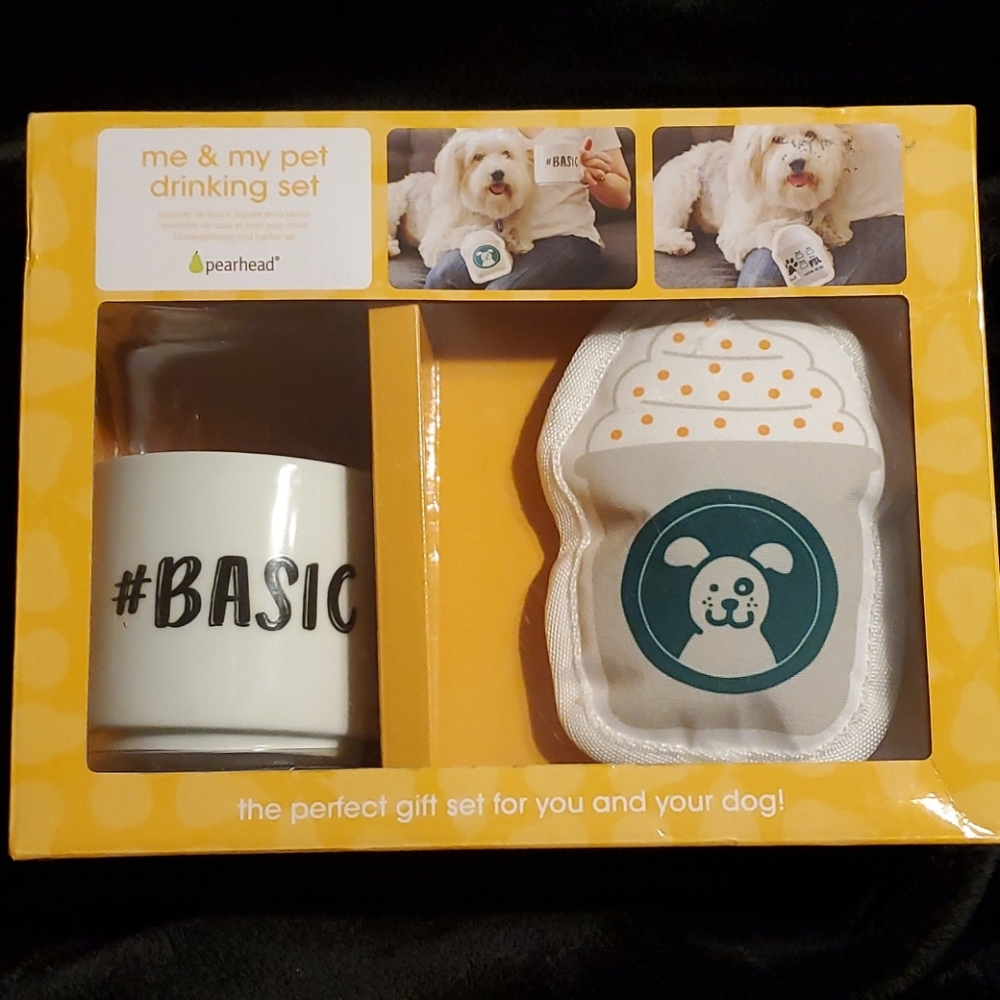 me & my pet
drinking set
pearhead®
#BASIC
#BASIC
the perfect gift set for you and your dog!